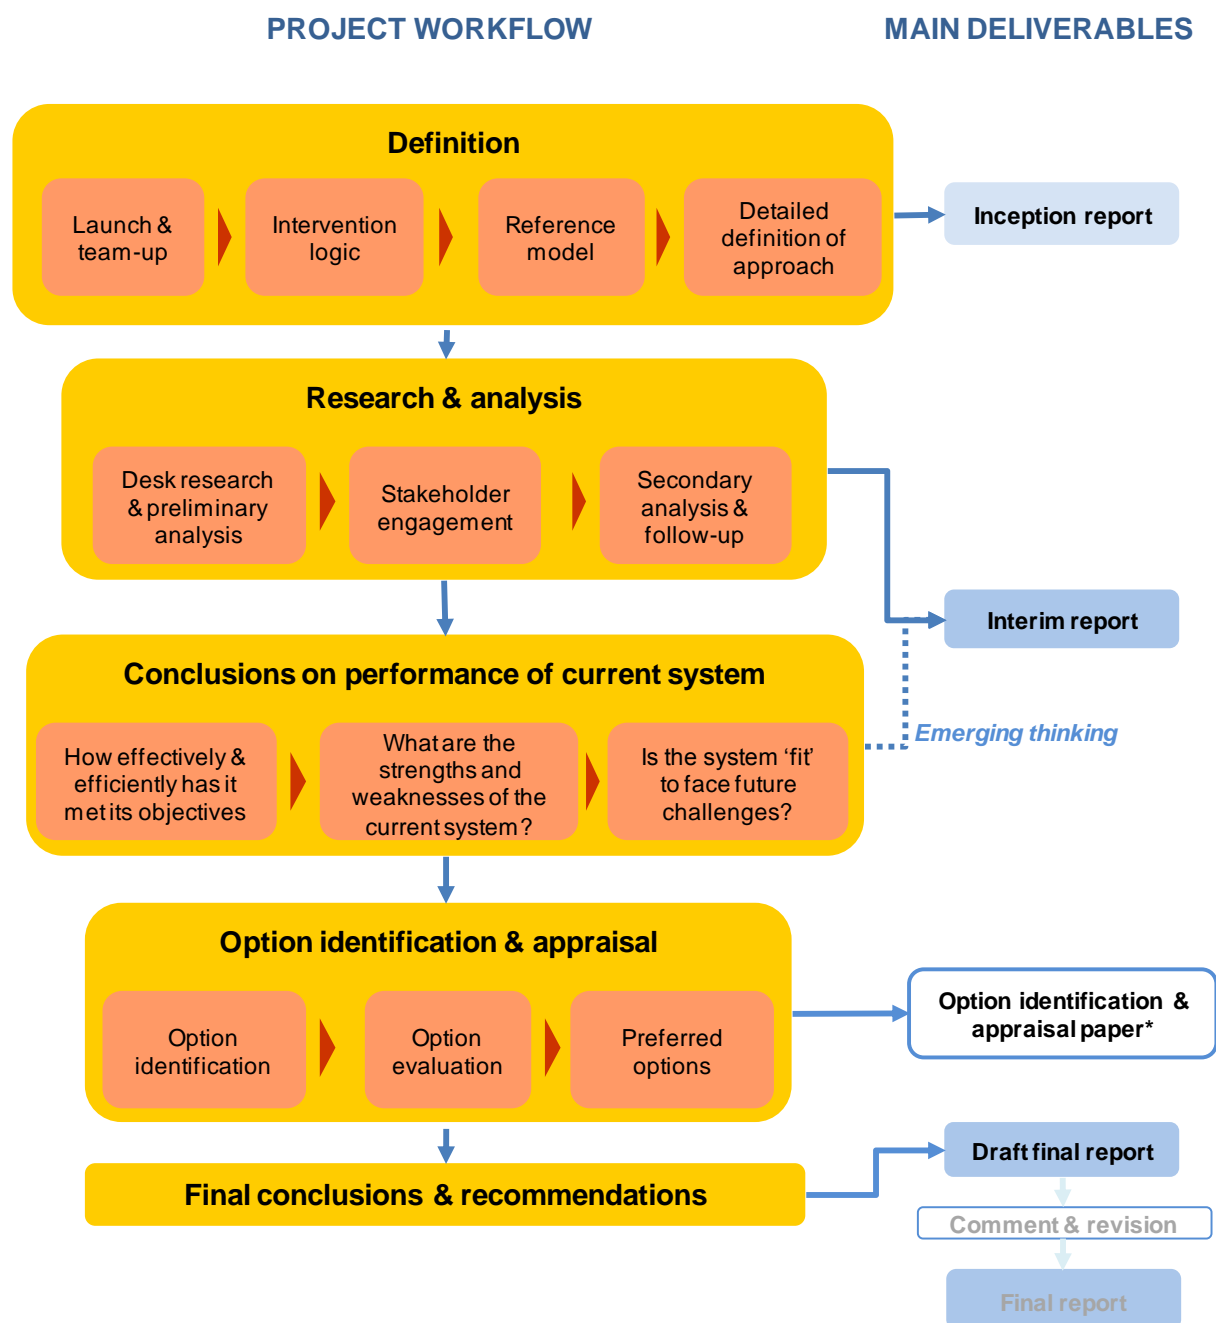 PROJECT WORKFLOW
MAIN DELIVERABLES
Definition
Launch &
team-up
Intervention
logic
Reference
model
Detailed
definition of
approach
Inception report
Research & analysis
Desk research
& preliminary
analysis
Stakeholder
engagement
Secondary
analysis &
follow-up
Interim report
Conclusions on performance of current system
How effectively &
efficiently has it
met its objectives
What are the
strengths and
weaknesses of the
current system?
Is the system ‘fit’
to face future
challenges?
Emerging thinking
Option identification & appraisal
Option
identification
Option
evaluation
Preferred
options
Option identification &
appraisal paper*
Final conclusions & recommendations
Draft final report
Comment & revision
Final report